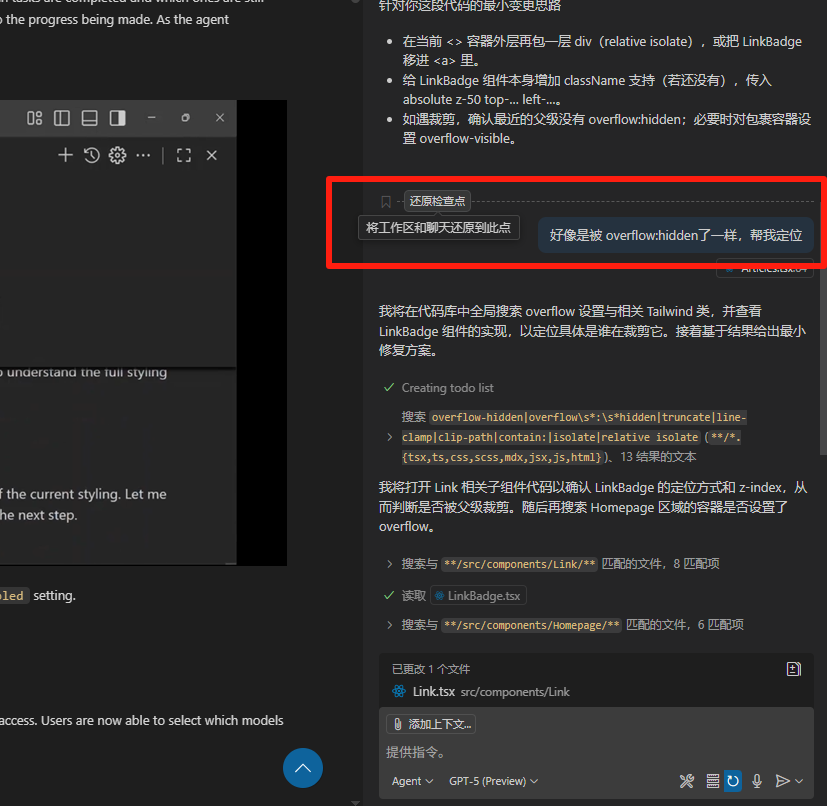 n tasks are completed and which ones are still
o the progress being made. As the agent
o understand the full styling
f the current styling. Let me
he next step.
oled setting.
access. Users are now able to select which models
针对你这段代码的最小变更思路
在当前 <> 容器外层再包一层 div（relative isolate），或把 LinkBadge
移进 <a> 里。
给 LinkBadge 组件本身增加 className 支持（若还没有），传入
absolute z-50 top-… left-…。
如遇裁剪，确认最近的父级没有 overflow:hidden；必要时对包裹容器设
置 overflow-visible。
还原检查点
将工作区和聊天还原到此点
好像是被 overflow:hidden了一样，帮我定位
Articles.tsx:64
我将在代码库中全局搜索 overflow 设置与相关 Tailwind 类，并查看
LinkBadge 组件的实现，以定位具体是谁在裁剪它。接着基于结果给出最小
修复方案。
Creating todo list
搜索 overflow-hidden|overflow\s*:\s*hidden|truncate|line-
clamp|clip-path|contain:|isolate|relative isolate (**/*.
{tsx,ts,css,scss,mdx,jsx,js,html})、13 结果的文本
我将打开 Link 相关子组件代码以确认 LinkBadge 的定位方式和 z-index，从
而判断是否被父级裁剪。随后再搜索 Homepage 区域的容器是否设置了
overflow。
搜索与 **/src/components/Link/** 匹配的文件，8 匹配项
读取 LinkBadge.tsx
搜索与 **/src/components/Homepage/** 匹配的文件，6 匹配项
已更改 1 个文件
Link.tsx src/components/Link
添加上下文...
提供指令。
Agent GPT-5 (Preview)